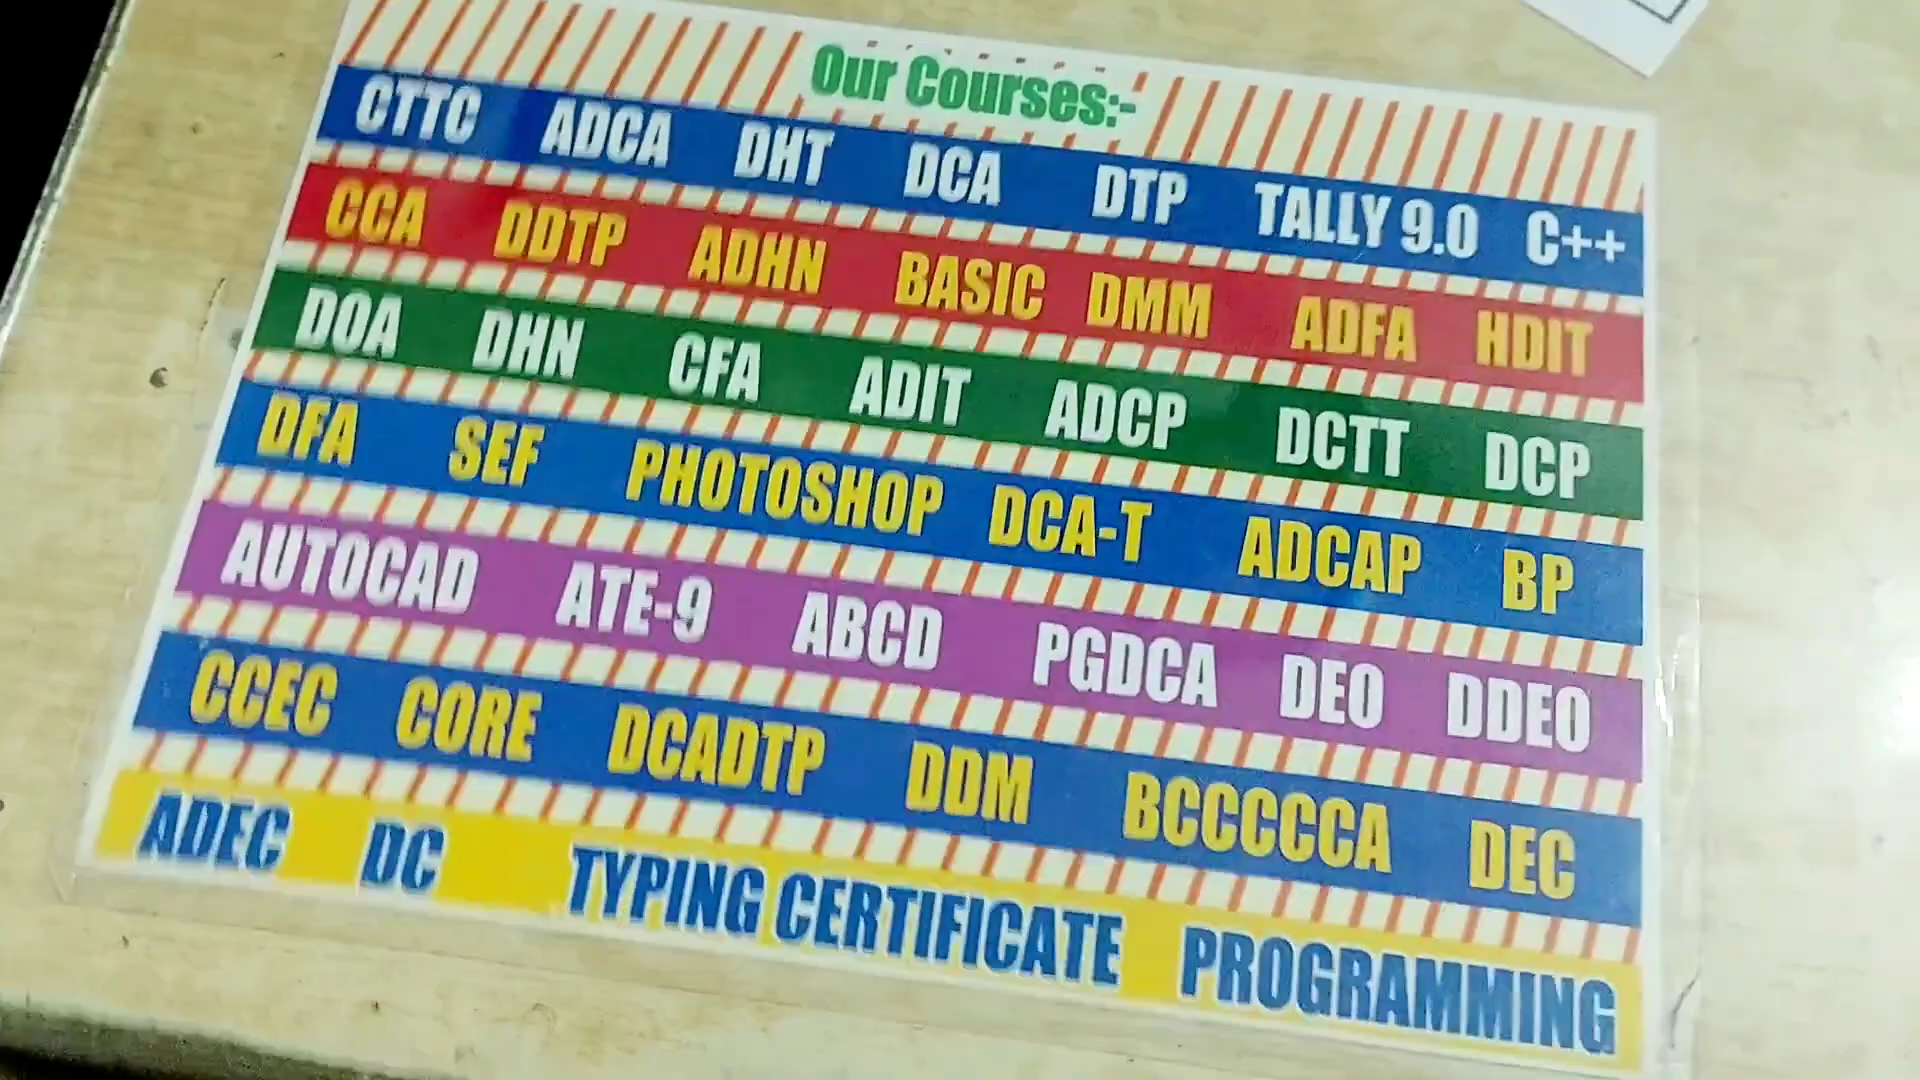 Our Courses:-
CTTC ADCA DHT DCA DTP TALLY 9.0 C++
CCA DDTP ADHN BASIC DMM ADFA HDIT
DOA DHN CFA ADIT ADCP DCTT DCP
DFA SEF PHOTOSHOP DCA-T ADCAP BP
AUTOCAD ATE-9 ABCD PGDCA DEO DDEO
CCEC CORE DCADTP DDM BCCCCCA DEC
ADEC DC TYPING CERTIFICATE PROGRAMMING